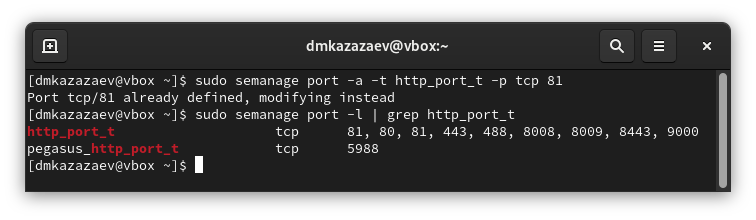 dmkazazaev@vbox:~
[dmkazazaev@vbox ~]$ sudo semanage port -a -t http_port_t -p tcp 81
Port tcp/81 already defined, modifying instead
[dmkazazaev@vbox ~]$ sudo semanage port -l | grep http_port_t
http_port_t                    tcp      81, 80, 81, 443, 488, 8008, 8009, 8443, 9000
pegasus_http_port_t            tcp      5988
[dmkazazaev@vbox ~]$